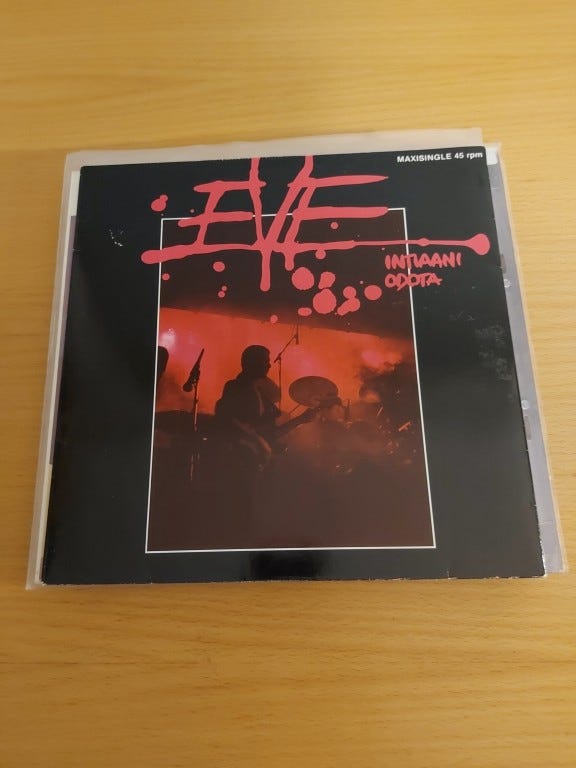 MAXISINGLE 45 rpm
EVE
INTIAANI
ODOTA